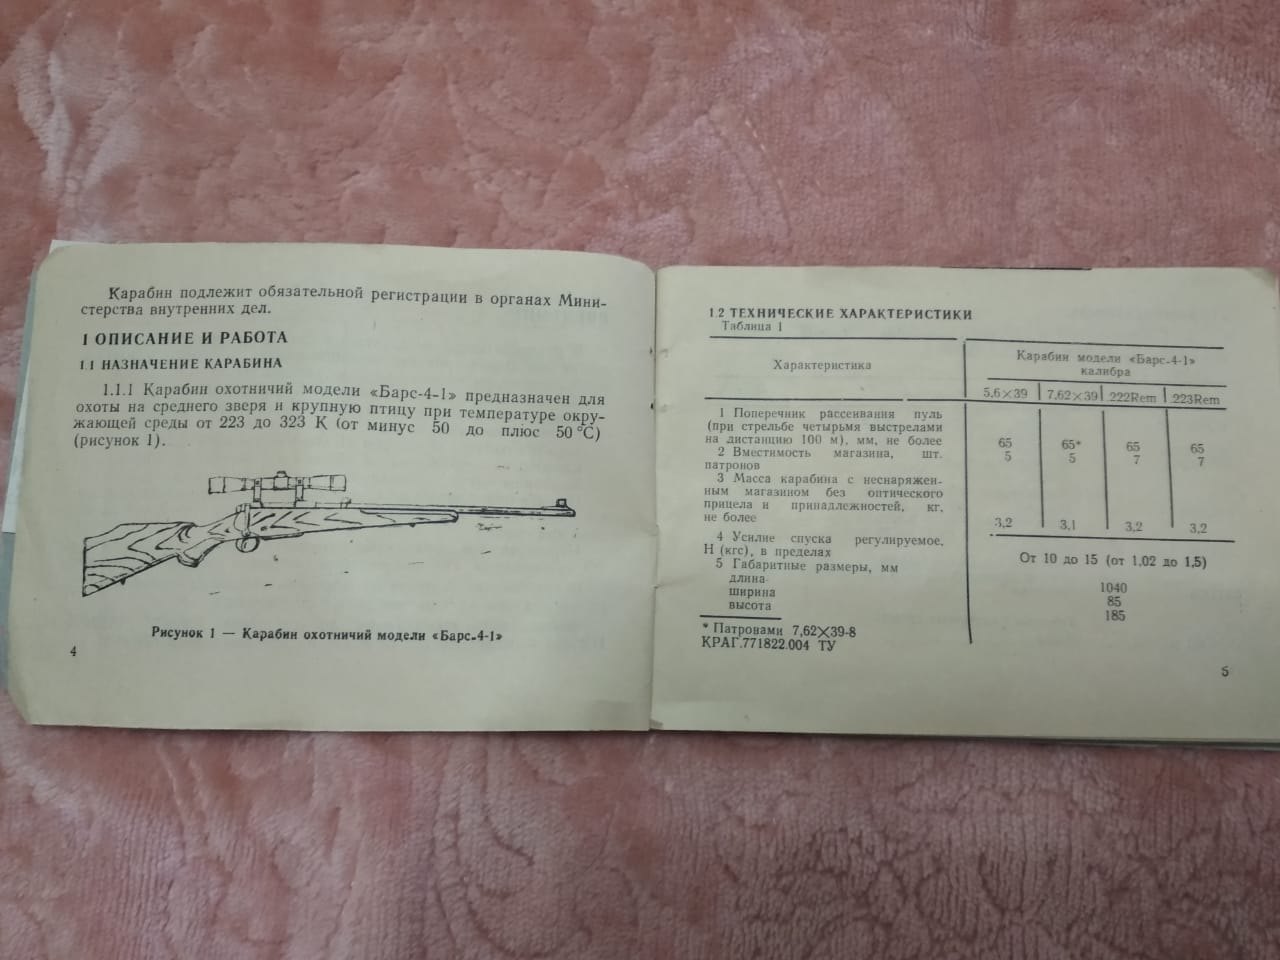 Карабин подлежит обязательной регистрации в органах Мини-
стерства внутренних дел.
1 ОПИСАНИЕ И РАБОТА
1.1 НАЗНАЧЕНИЕ КАРАБИНА
1.1.1 Карабин охотничий модели «Барс-4-1» предназначен для
охоты на среднего зверя и крупную птицу при температуре окру-
жающей среды от 223 до 323 К (от минус 50 до плюс 50 °С)
(рисунок 1).
Рисунок 1 — Карабин охотничий модели «Барс-4-1»
4
1.2 ТЕХНИЧЕСКИЕ ХАРАКТЕРИСТИКИ
Таблица 1
Характеристика
Карабин модели «Барс-4-1»
калибра
5,6×39 7,62×39 .222Rem .223Rem
1 Поперечник рассеивания пуль
(при стрельбе четырьмя выстрелами
на дистанцию 100 м), мм, не более
65 65* 65 65
2 Вместимость магазина, шт.
патронов
5 5 7 7
3 Масса карабина с неснаряжен-
ным магазином без оптического
прицела и принадлежностей, кг,
не более
3,2 3,1 3,2 3,2
4 Усилие спуска регулируемое,
Н (кгс), в пределах
От 10 до 15 (от 1,02 до 1,5)
5 Габаритные размеры, мм
длина 1040
ширина 85
высота 185
* Патронами 7,62×39-8
КРАГ.771822.004 ТУ
5